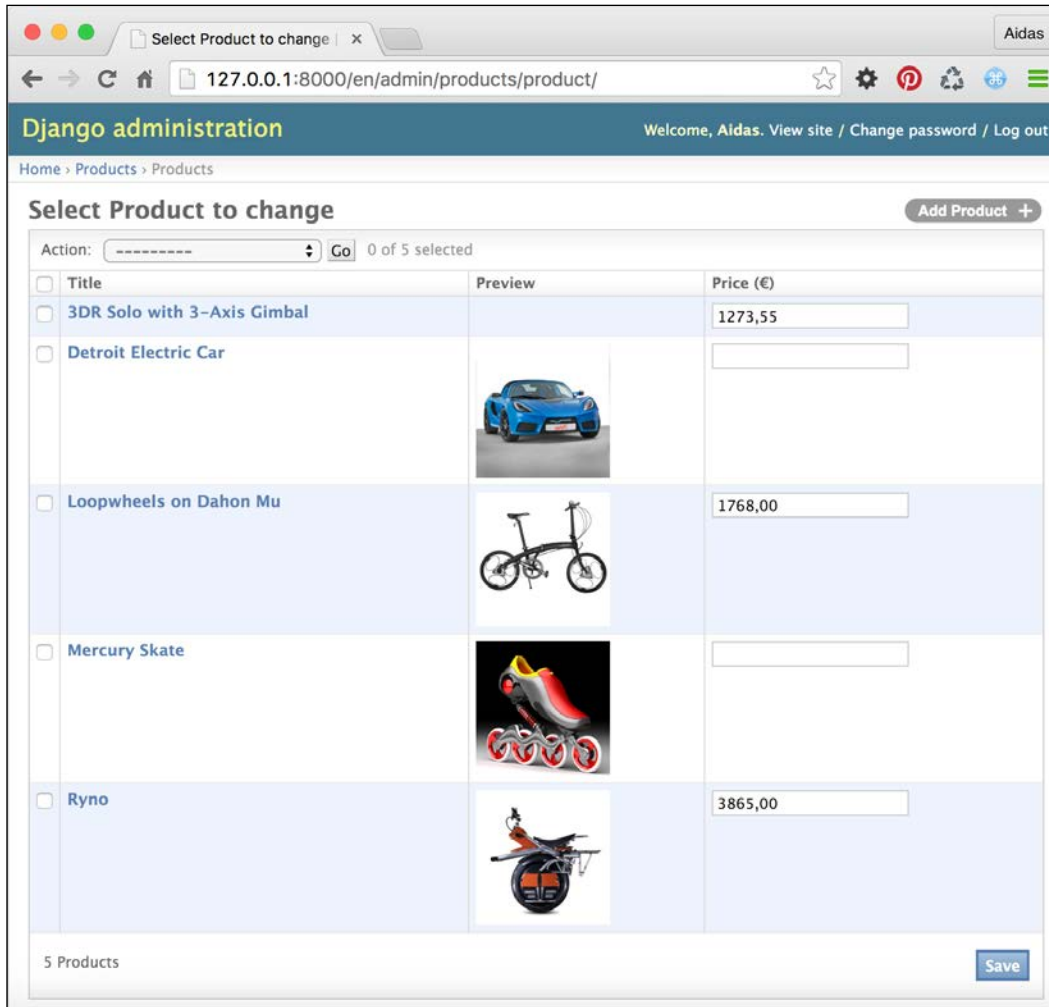 Select Product to change
Aidas
127.0.0.1:8000/en/admin/products/product/
Django administration
Welcome, Aidas. View site / Change password / Log out
Home › Products › Products
Select Product to change
Add Product +
Action: --------- Go 0 of 5 selected
Title Preview Price (€)
3DR Solo with 3-Axis Gimbal 1273,55
Detroit Electric Car
Loopwheels on Dahon Mu 1768,00
Mercury Skate
Ryno 3865,00
5 Products
Save